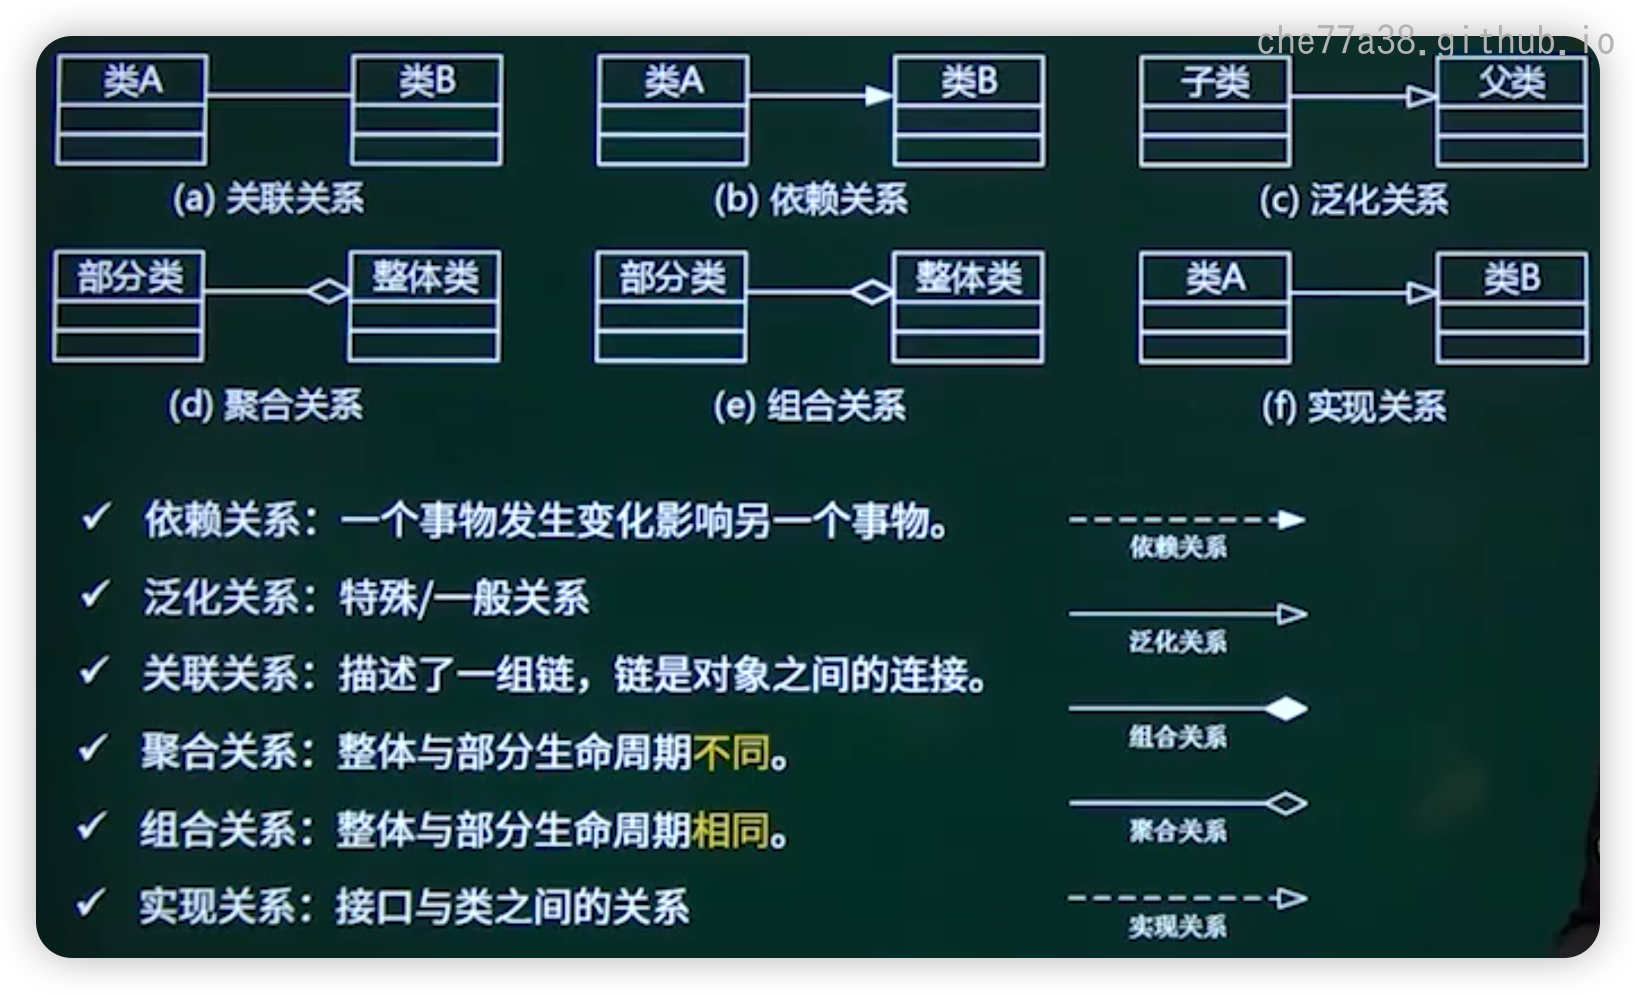 che77a38.github.io
类A 类B 类A 类B 子类 父类
(a) 关联关系 (b) 依赖关系 (c) 泛化关系
部分类 整体类 部分类 整体类 类A 类B
(d) 聚合关系 (e) 组合关系 (f) 实现关系
✓ 依赖关系：一个事物发生变化影响另一个事物。
依赖关系
✓ 泛化关系：特殊/一般关系
泛化关系
✓ 关联关系：描述了一组链，链是对象之间的连接。
组合关系
✓ 聚合关系：整体与部分生命周期不同。
聚合关系
✓ 组合关系：整体与部分生命周期相同。
✓ 实现关系：接口与类之间的关系
实现关系